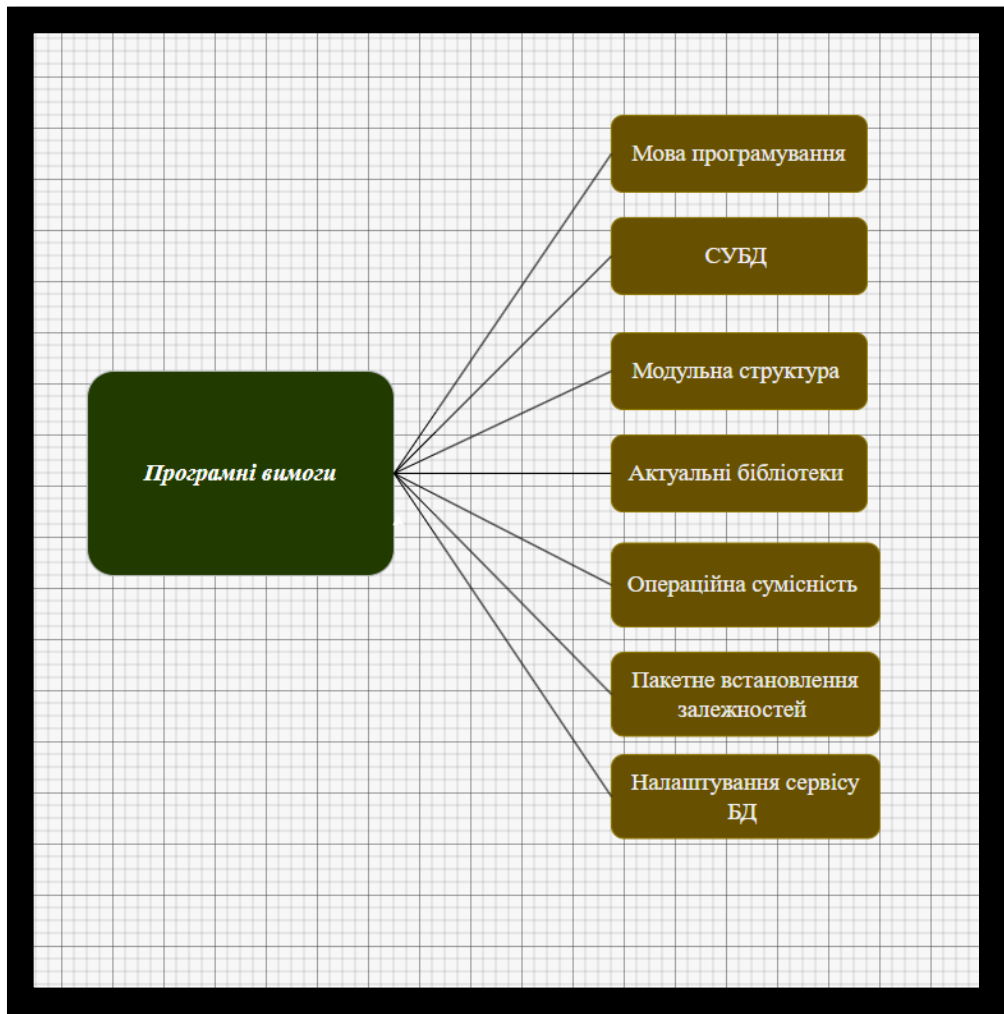 Мова програмування
СУБД
Модульна структура
Програмні вимоги
Актуальні бібліотеки
Операційна сумісність
Пакетне встановлення
залежностей
Налаштування сервісу
БД